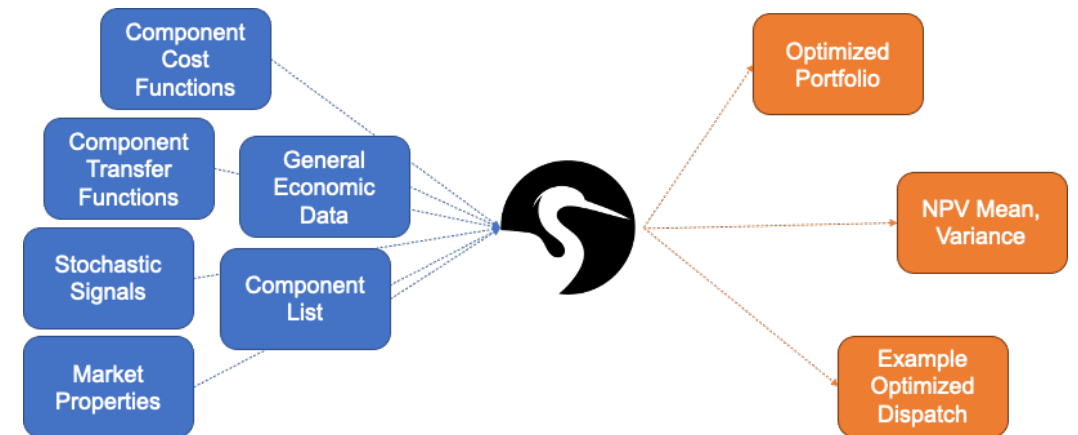 Component
Cost
Functions
Component
Transfer
Functions
General
Economic
Data
Stochastic
Signals
Component
List
Market
Properties
Optimized
Portfolio
NPV Mean,
Variance
Example
Optimized
Dispatch